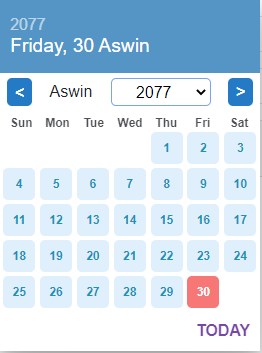 2077
Friday, 30 Aswin
< Aswin 2077 >
Sun Mon Tue Wed Thu Fri Sat
1 2 3
4 5 6 7 8 9 10
11 12 13 14 15 16 17
18 19 20 21 22 23 24
25 26 27 28 29 30
TODAY